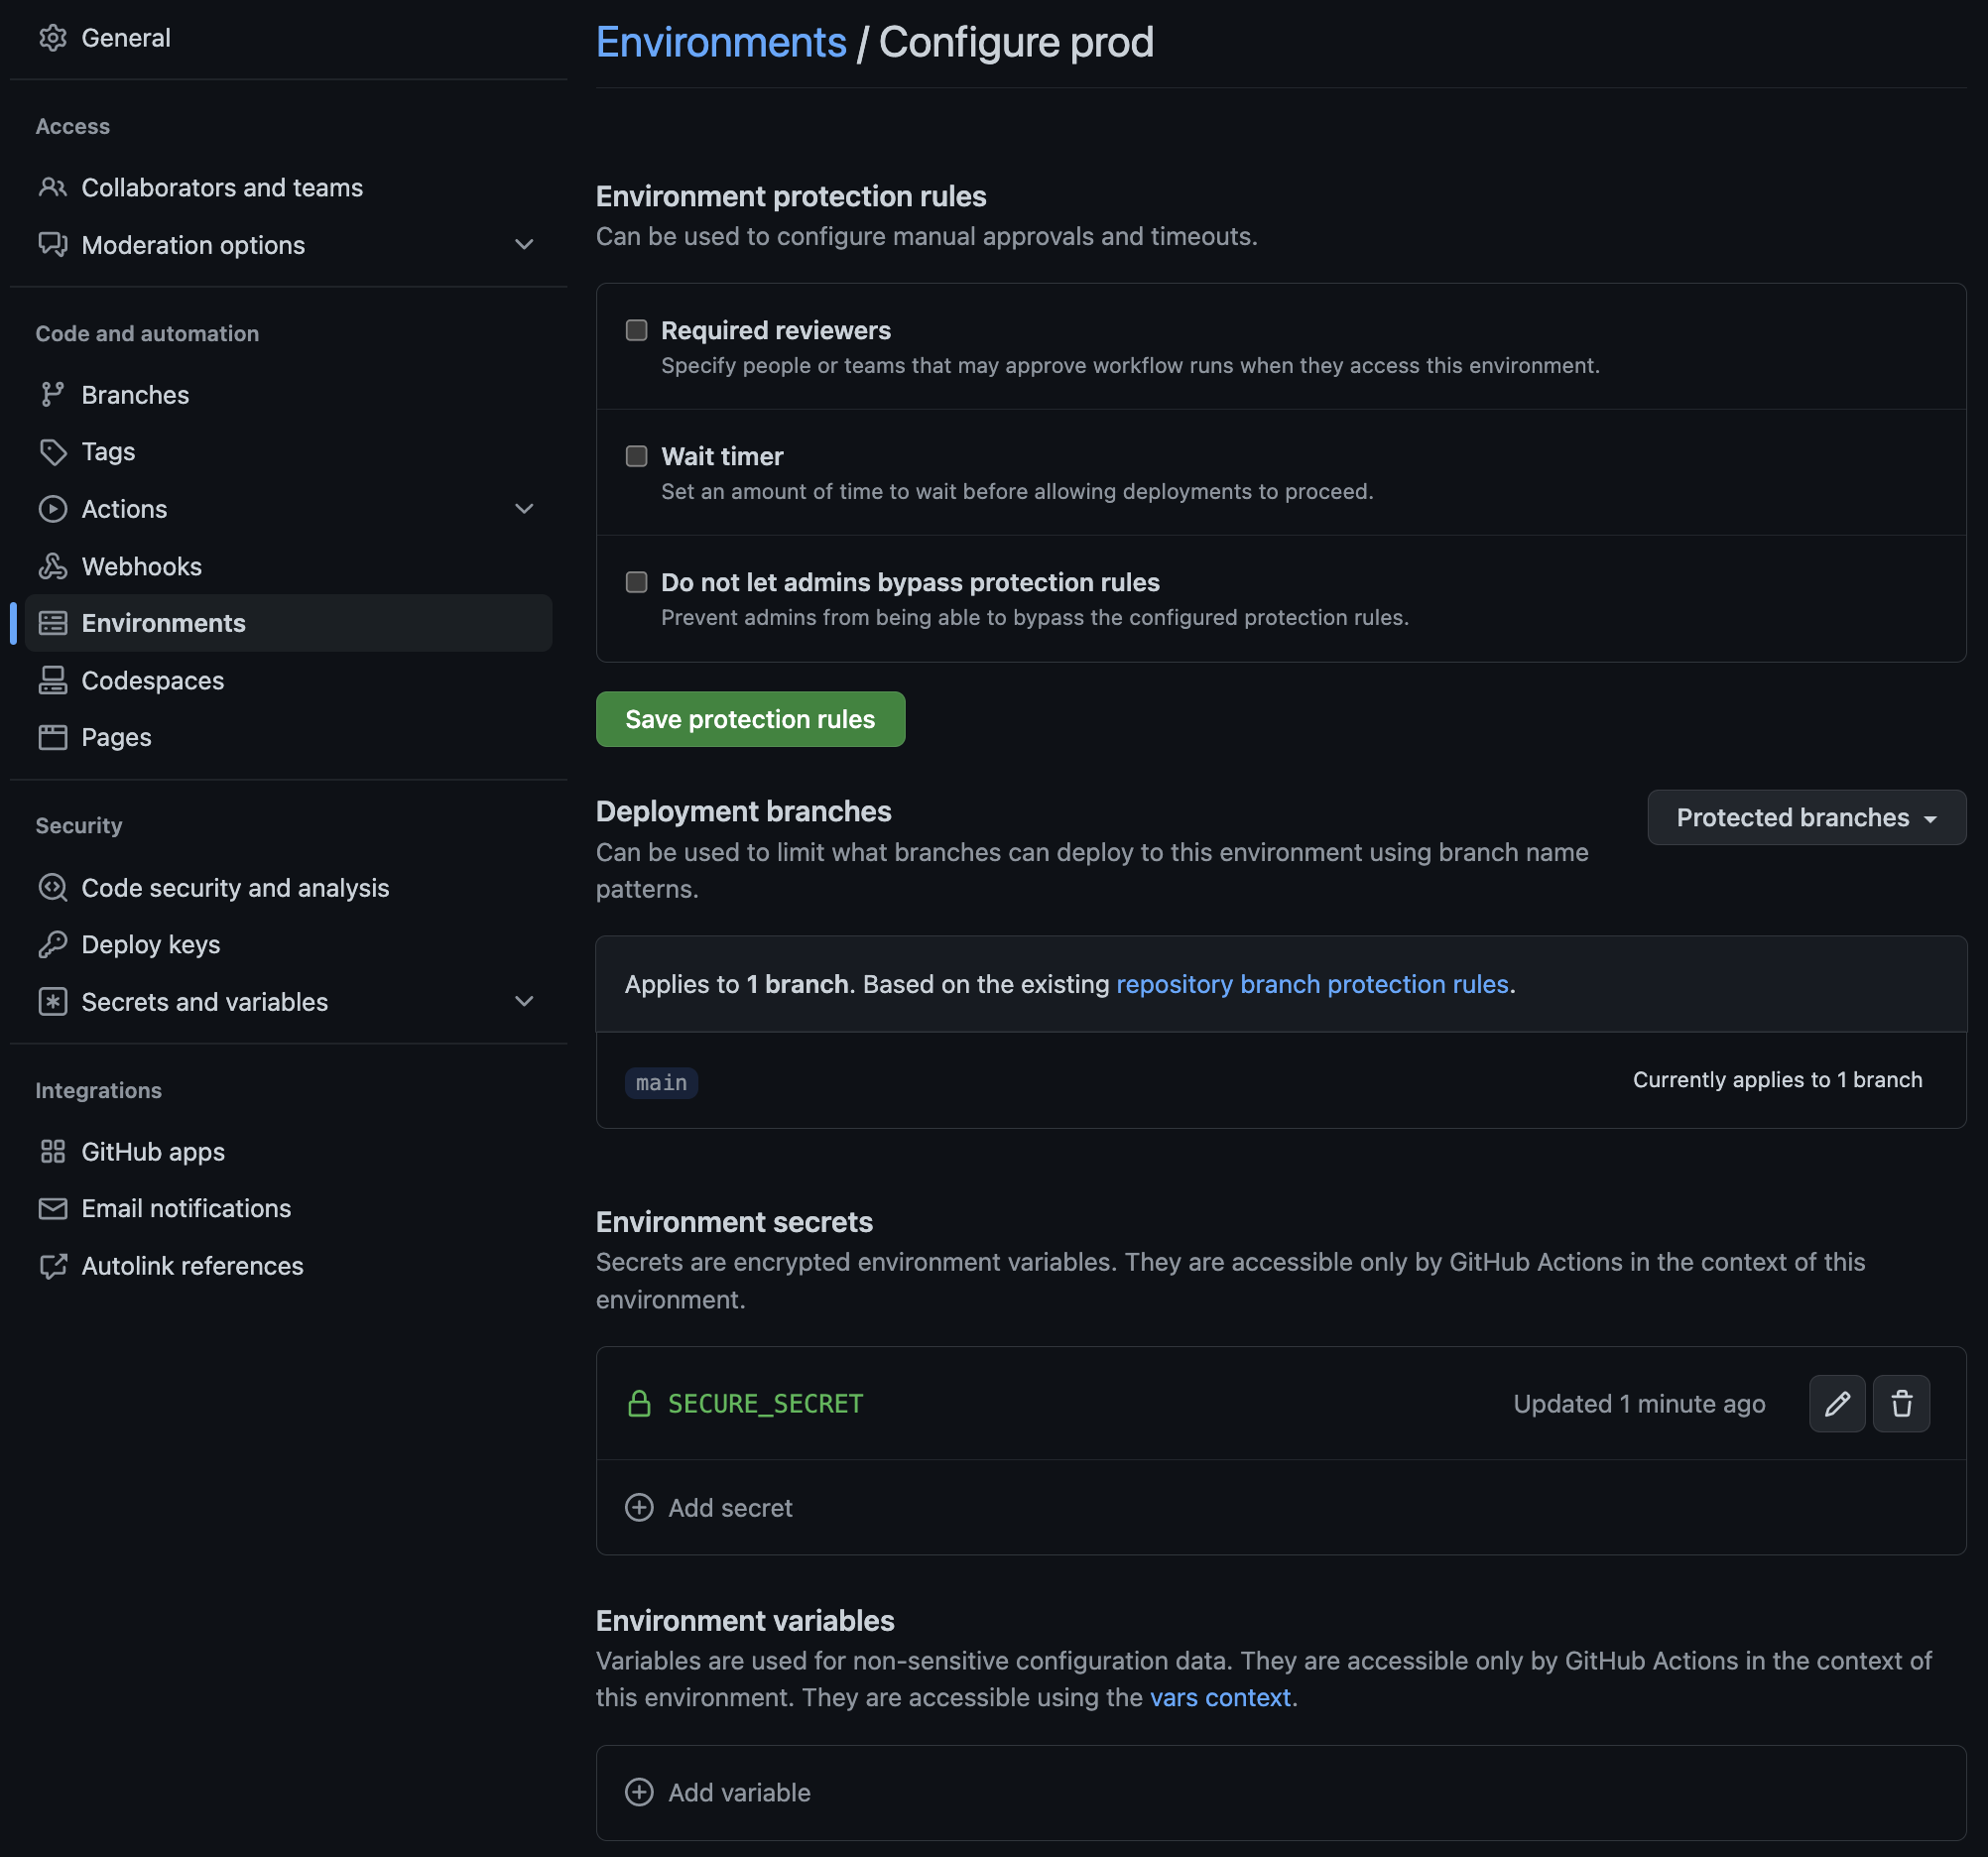 General
Access
Collaborators and teams
Moderation options
Code and automation
Branches
Tags
Actions
Webhooks
Environments
Codespaces
Pages
Security
Code security and analysis
Deploy keys
Secrets and variables
Integrations
GitHub apps
Email notifications
Autolink references
Environments / Configure prod
Environment protection rules
Can be used to configure manual approvals and timeouts.
Required reviewers
Specify people or teams that may approve workflow runs when they access this environment.
Wait timer
Set an amount of time to wait before allowing deployments to proceed.
Do not let admins bypass protection rules
Prevent admins from being able to bypass the configured protection rules.
Save protection rules
Deployment branches
Can be used to limit what branches can deploy to this environment using branch name
patterns.
Protected branches
Applies to 1 branch. Based on the existing repository branch protection rules.
main
Currently applies to 1 branch
Environment secrets
Secrets are encrypted environment variables. They are accessible only by GitHub Actions in the context of this
environment.
SECURE_SECRET
Updated 1 minute ago
Add secret
Environment variables
Variables are used for non-sensitive configuration data. They are accessible only by GitHub Actions in the context of
this environment. They are accessible using the vars context.
Add variable